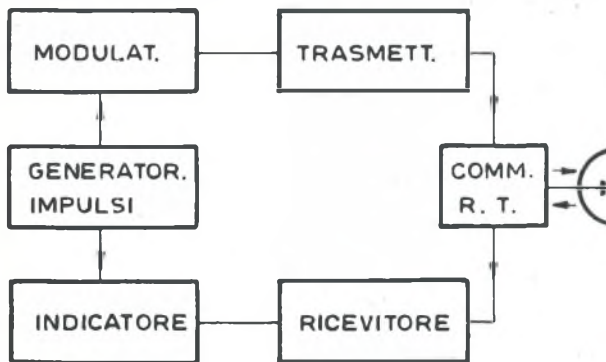 MODULAT.
TRASMETT.
GENERATOR.
IMPULSI
COMM.
R. T.
INDICATORE
RICEVITORE